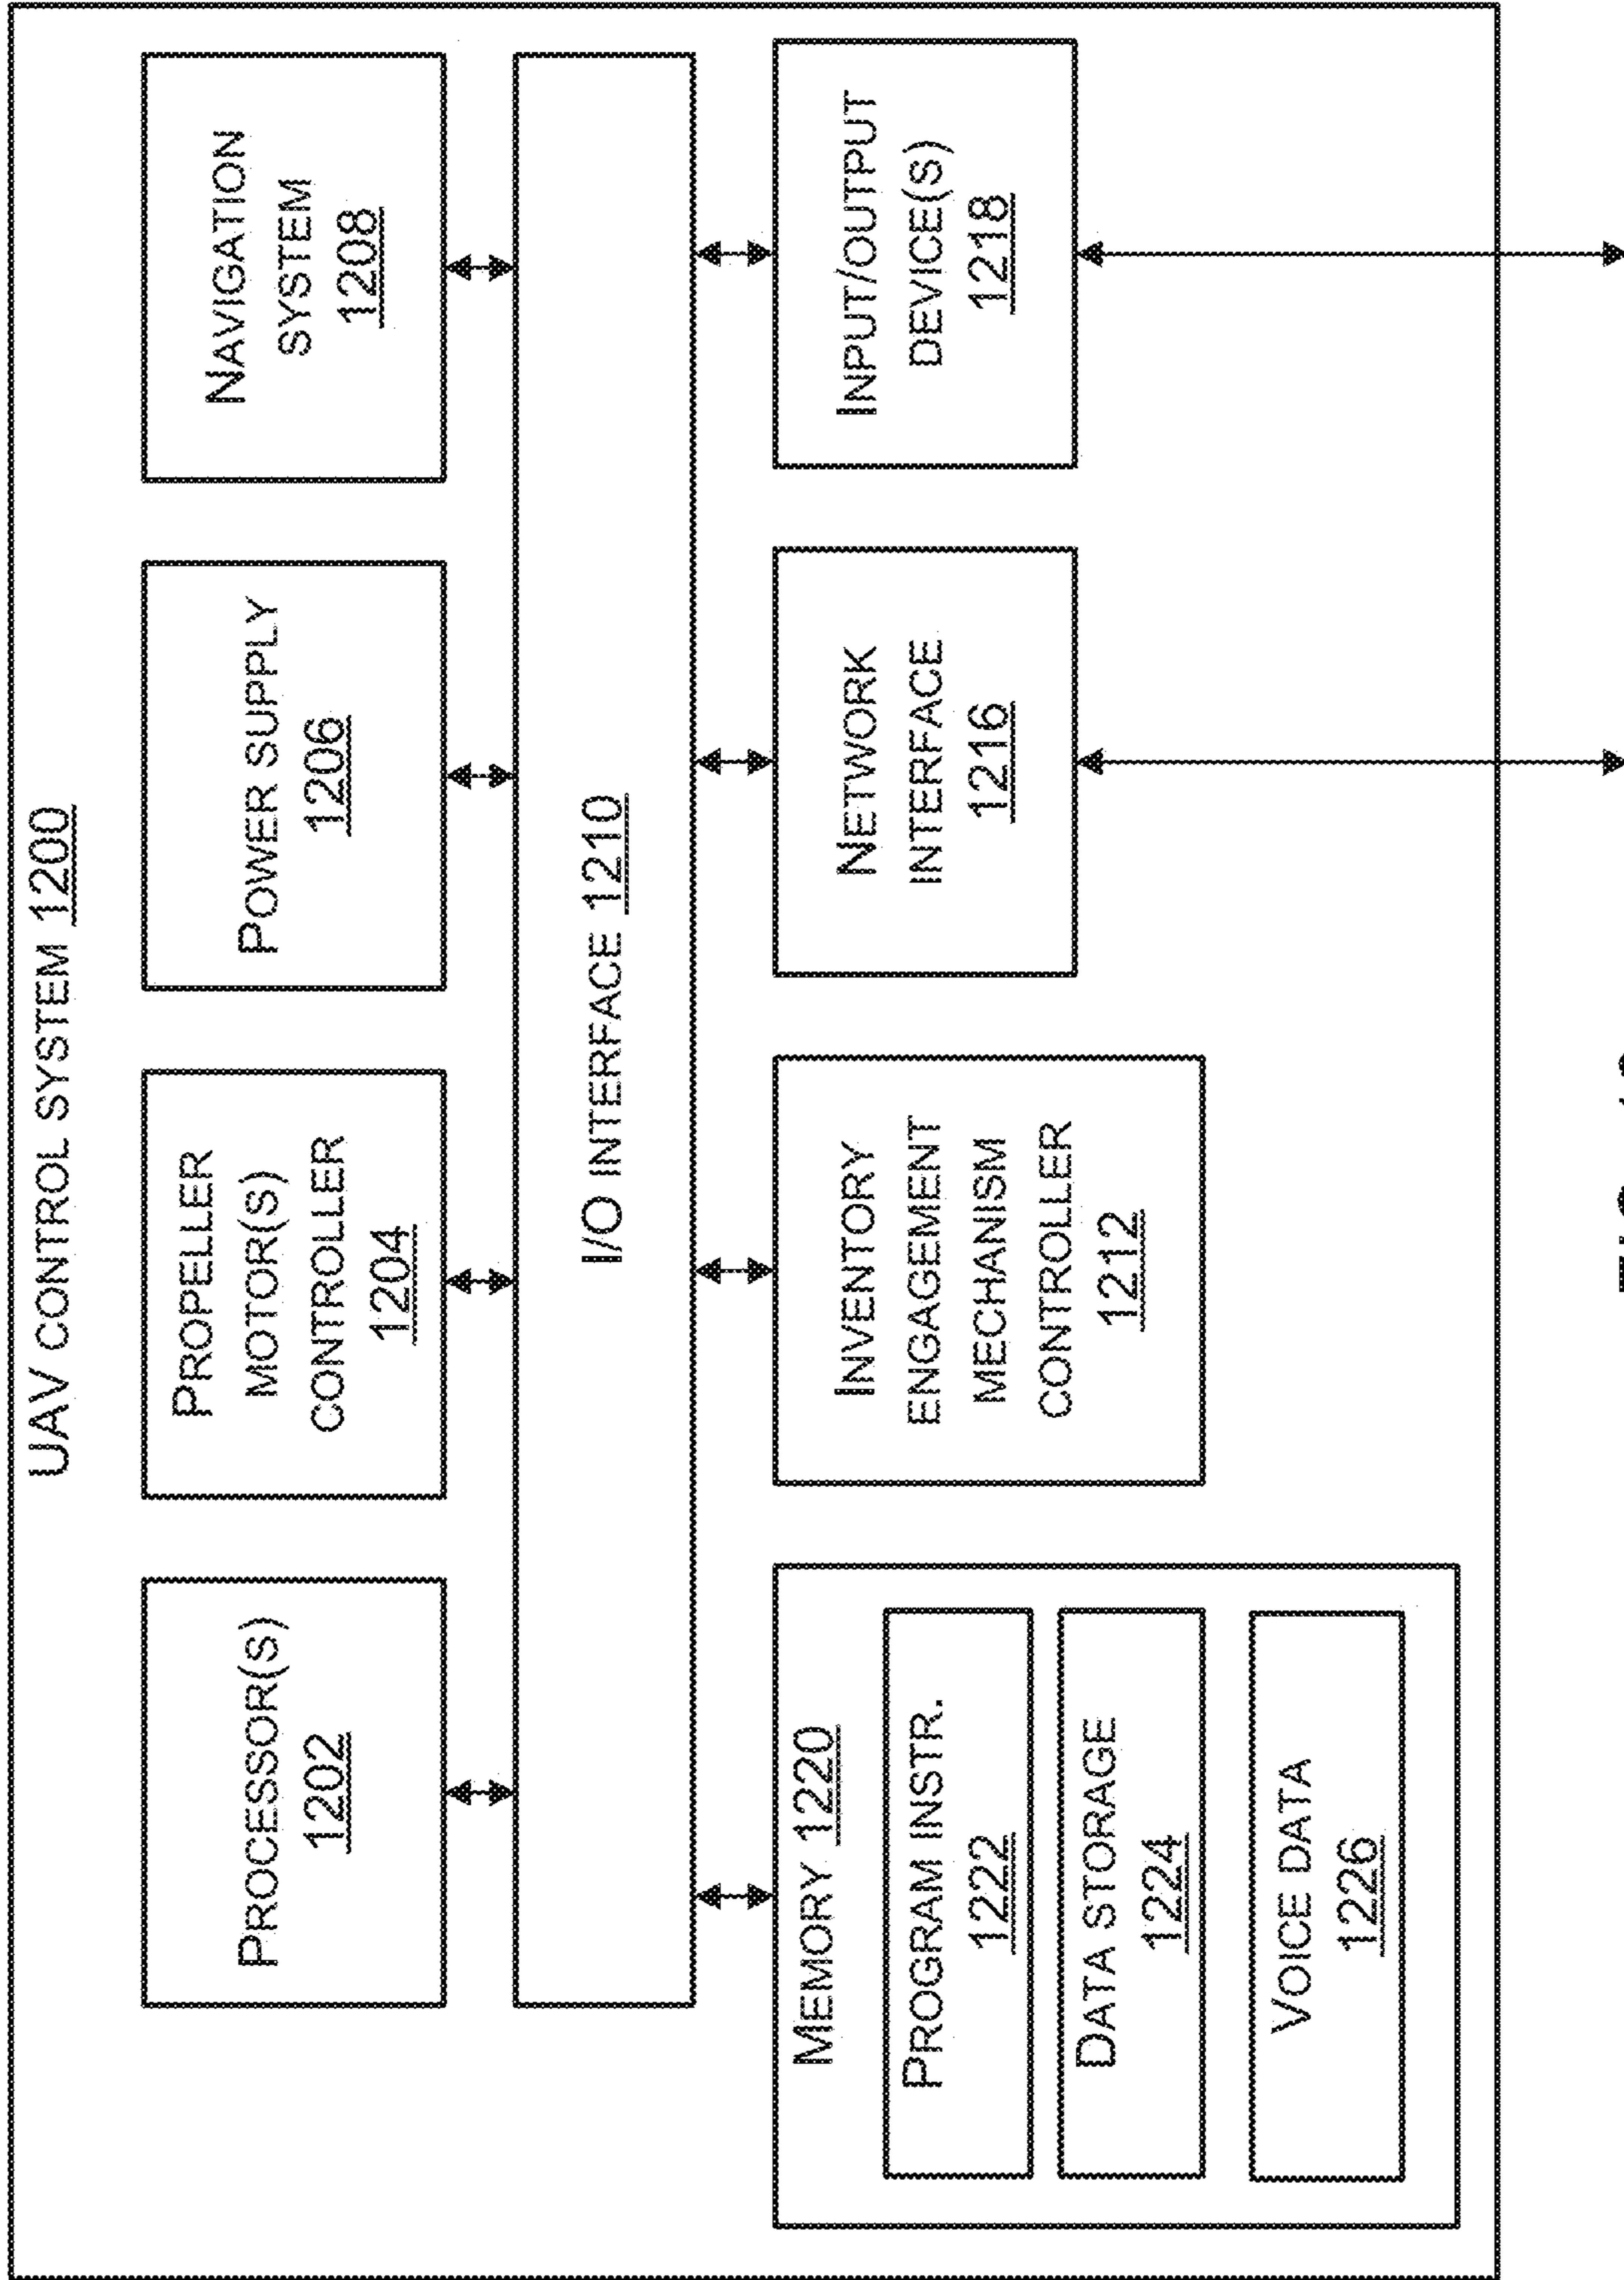 UAV CONTROL SYSTEM 1200
PROCESSOR(S)
1202
PROPELLER
MOTOR(S)
CONTROLLER
1204
POWER SUPPLY
1206
NAVIGATION
SYSTEM
1208
I/O INTERFACE 1210
MEMORY 1220
PROGRAM INSTR.
1222
DATA STORAGE
1224
VOICE DATA
1226
INVENTORY
ENGAGEMENT
MECHANISM
CONTROLLER
1212
NETWORK
INTERFACE
1216
INPUT/OUTPUT
DEVICE(S)
1218